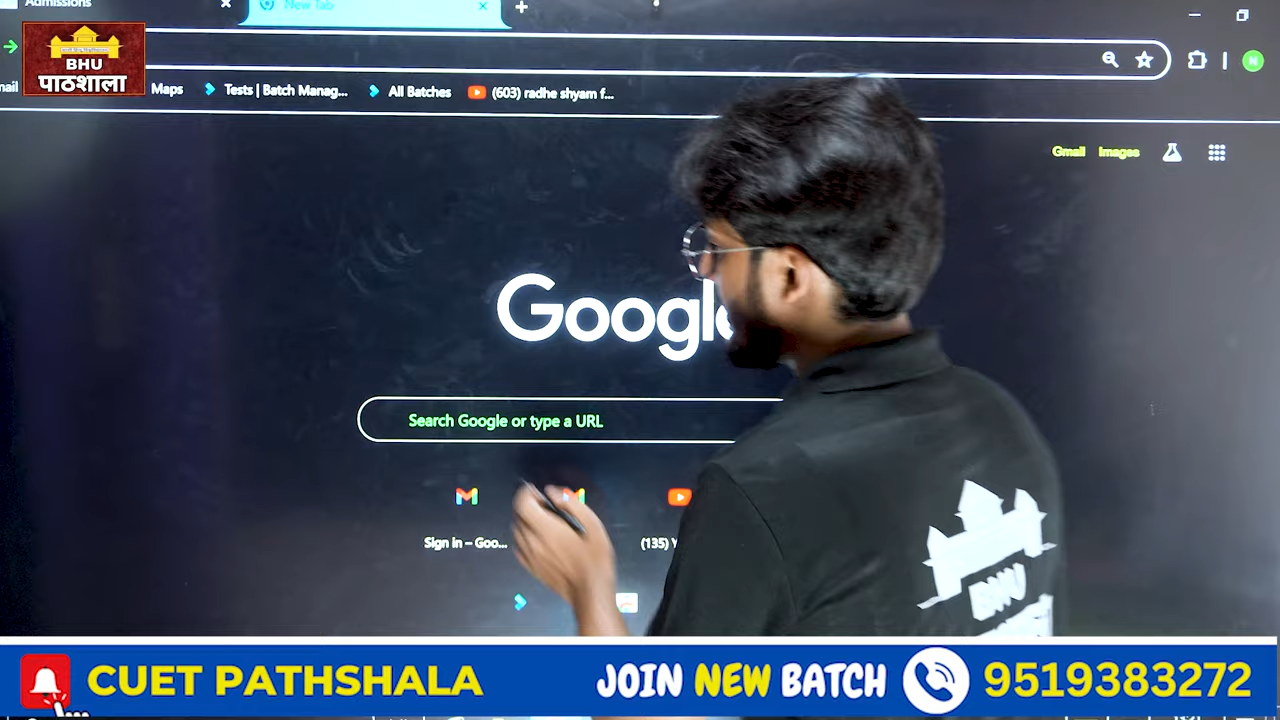 Admissions
New Tab
BHU
पाठशाला
Maps
Tests | Batch Manag...
All Batches
(603) radhe shyam f...
N
Gmail
Images
Google
Search Google or type a URL
Sign in – Goo...
(135) Y
BHU
CUET PATHSHALA
JOIN NEW BATCH
9519383272